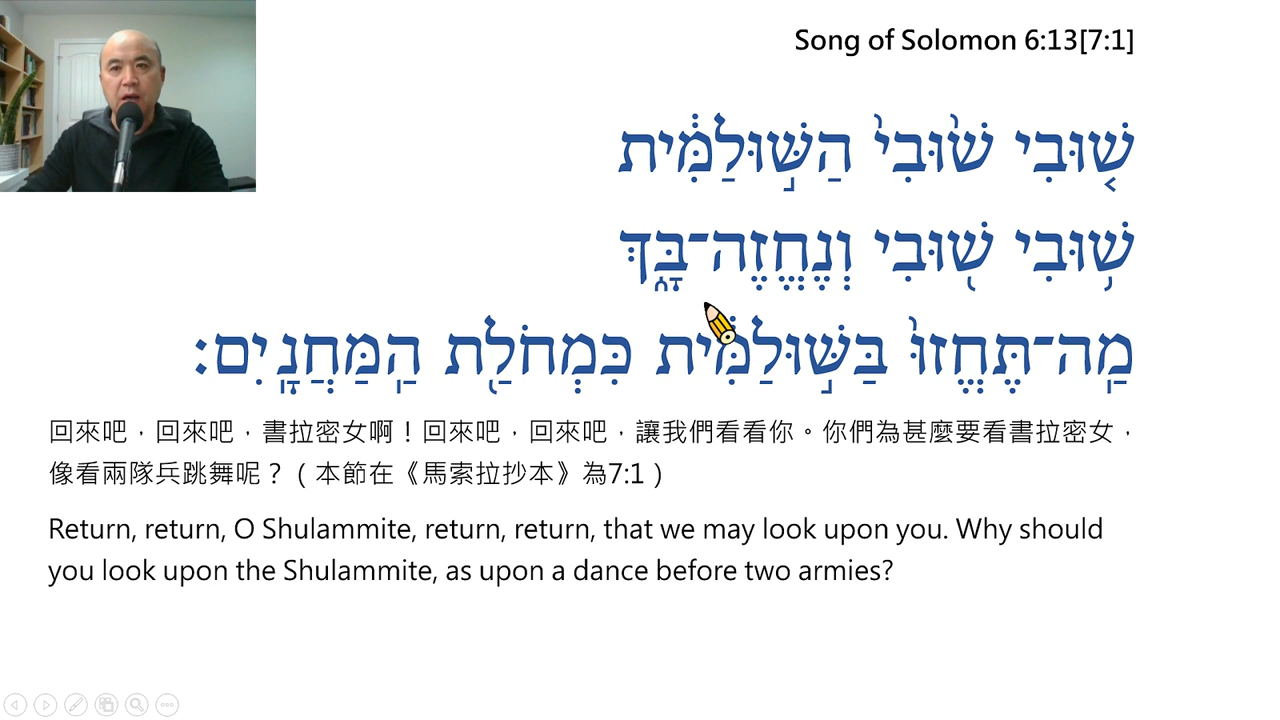 Song of Solomon 6:13[7:1]
שׁ֤וּבִי שׁ֙וּבִי֙ הַשּׁ֣וּלַמִּ֔ית
שׁ֥וּבִי שׁ֖וּבִי וְנֶחֱזֶה־בָּ֑ךְ
מַֽה־תֶּחֱזוּ֙ בַּשּׁ֣וּלַמִּ֔ית כִּמְחֹלַ֖ת הַֽמַּחֲנָֽיִם׃
回來吧，回來吧，書拉密女啊！回來吧，回來吧，讓我們看看你。你們為甚麼要看書拉密女，
像看兩隊兵跳舞呢？（本節在《馬索拉抄本》為7:1）
Return, return, O Shulammite, return, return, that we may look upon you. Why should
you look upon the Shulammite, as upon a dance before two armies?